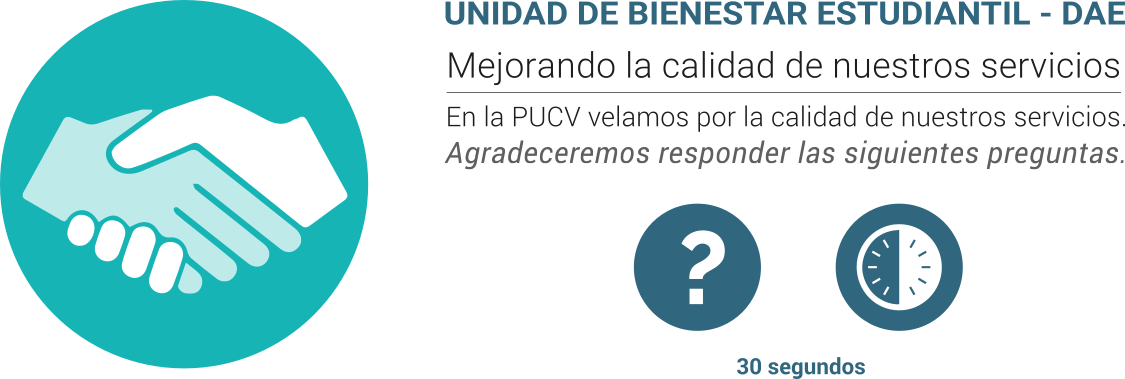 UNIDAD DE BIENESTAR ESTUDIANTIL - DAE
Mejorando la calidad de nuestros servicios
En la PUCV velamos por la calidad de nuestros servicios.
Agradeceremos responder las siguientes preguntas.
?
30 segundos